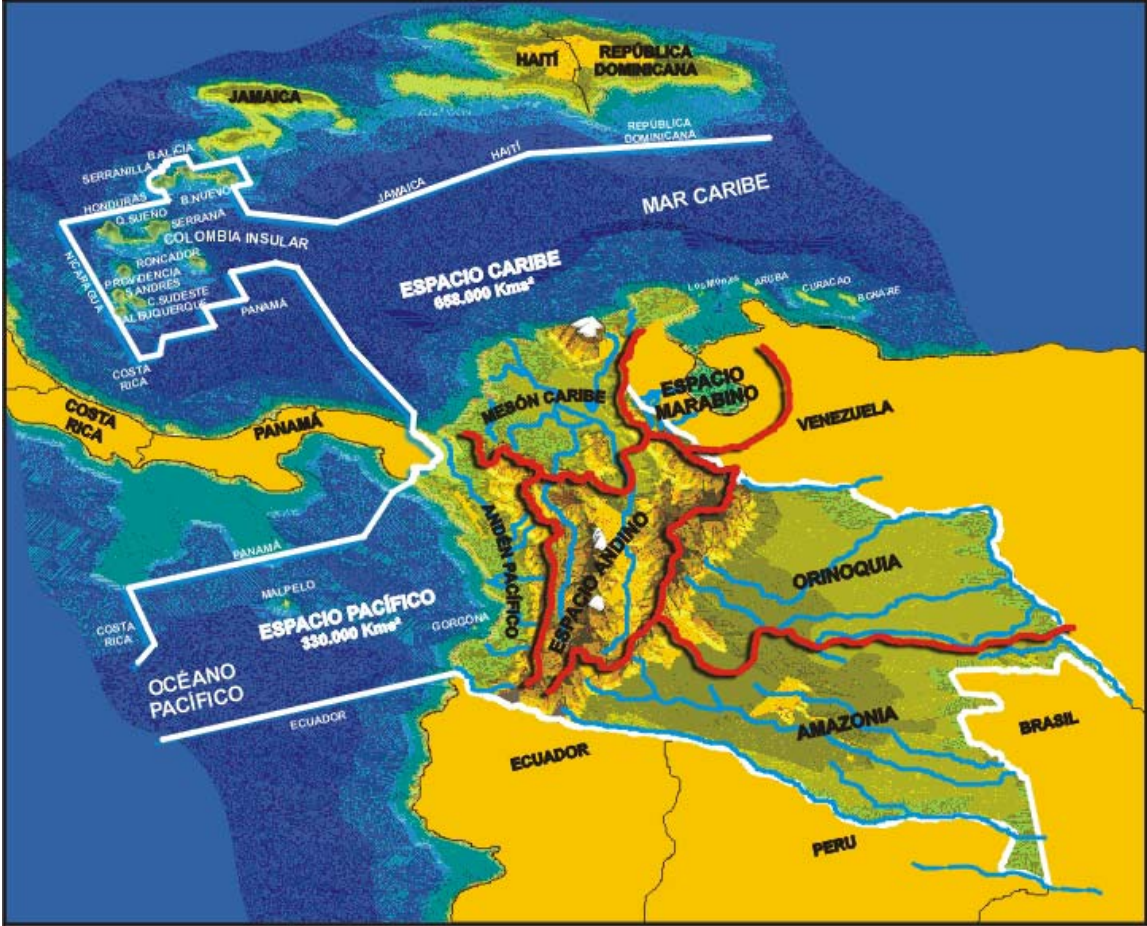 HAITÍ
REPÚBLICA
DOMINICANA
JAMAICA
REPÚBLICA
DOMINICANA
HAITÍ
JAMAICA
B.ALICIA
SERRANILLA
HONDURAS
B.NUEVO
Q.SUEÑO
SERRANA
COLOMBIA INSULAR
RONCADOR
PROVIDENCIA
S.ANDRES
C.SUDESTE
ALBUQUERQUE
NICARAGUA
PANAMÁ
COSTA
RICA
MAR CARIBE
ESPACIO CARIBE
658.000 Kms²
Los Monjes
ARUBA
CURACAO
BONAIRE
COSTA
RICA
PANAMÁ
MESÓN CARIBE
ESPACIO
MARABINO
VENEZUELA
ANDÉN PACÍFICO
ESPACIO ANDINO
ORINOQUIA
PANAMÁ
MALPELO
COSTA
RICA
ESPACIO PACÍFICO
330.000 Kms²
GORGONA
OCÉANO
PACÍFICO
ECUADOR
ECUADOR
AMAZONIA
BRASIL
PERU